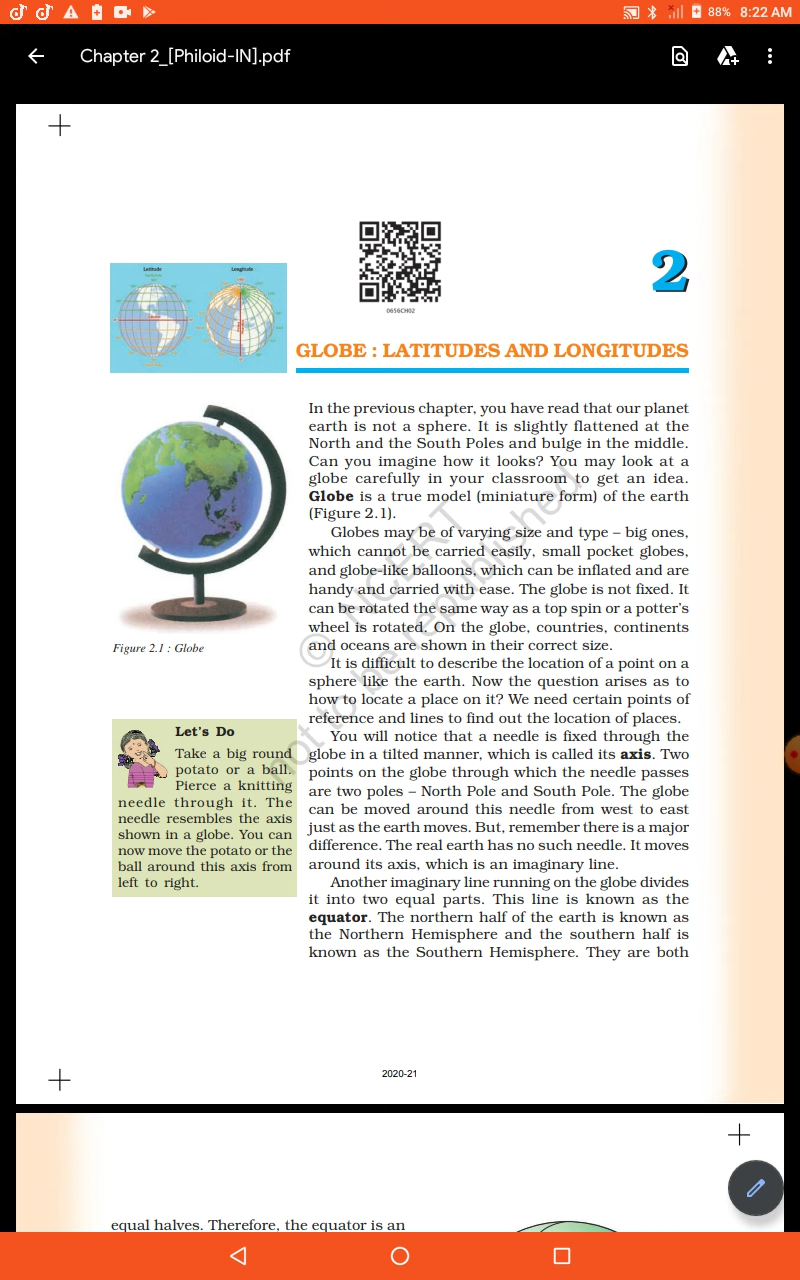 88% 8:22 AM
Chapter 2_[Philoid-IN].pdf
Latitude
Longitude
0656CH02
2
GLOBE : LATITUDES AND LONGITUDES
In the previous chapter, you have read that our planet
earth is not a sphere. It is slightly flattened at the
North and the South Poles and bulge in the middle.
Can you imagine how it looks? You may look at a
globe carefully in your classroom to get an idea.
Globe is a true model (miniature form) of the earth
(Figure 2.1).
Globes may be of varying size and type – big ones,
which cannot be carried easily, small pocket globes,
and globe-like balloons, which can be inflated and are
handy and carried with ease. The globe is not fixed. It
can be rotated the same way as a top spin or a potter's
wheel is rotated. On the globe, countries, continents
and oceans are shown in their correct size.
It is difficult to describe the location of a point on a
sphere like the earth. Now the question arises as to
how to locate a place on it? We need certain points of
reference and lines to find out the location of places.
You will notice that a needle is fixed through the
globe in a tilted manner, which is called its axis. Two
points on the globe through which the needle passes
are two poles – North Pole and South Pole. The globe
can be moved around this needle from west to east
just as the earth moves. But, remember there is a major
difference. The real earth has no such needle. It moves
around its axis, which is an imaginary line.
Another imaginary line running on the globe divides
it into two equal parts. This line is known as the
equator. The northern half of the earth is known as
the Northern Hemisphere and the southern half is
known as the Southern Hemisphere. They are both
Figure 2.1 : Globe
Let's Do
Take a big round
potato or a ball.
Pierce a knitting
needle through it. The
needle resembles the axis
shown in a globe. You can
now move the potato or the
ball around this axis from
left to right.
© NCERT
not to be republished
2020-21
equal halves. Therefore, the equator is an